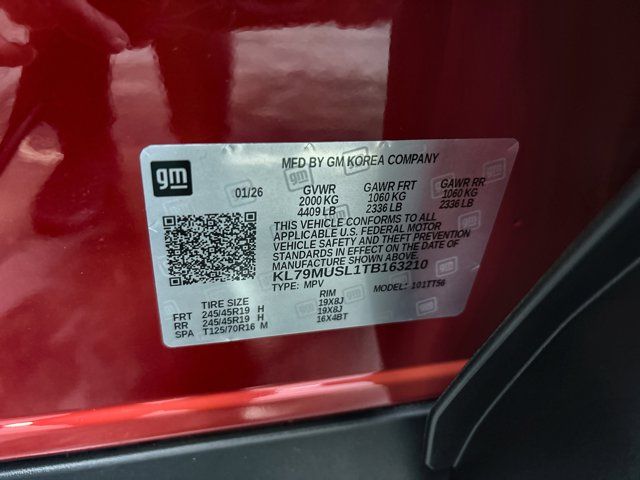 gm
MFD BY GM KOREA COMPANY
01/26 GVWR GAWR FRT GAWR RR
2000 KG 1060 KG 1060 KG
4409 LB 2336 LB 2336 LB
THIS VEHICLE CONFORMS TO ALL
APPLICABLE U.S. FEDERAL MOTOR
VEHICLE SAFETY AND THEFT PREVENTION
STANDARDS IN EFFECT ON THE DATE OF
MANUFACTURE SHOWN ABOVE.
KL79MUSL1TB163210
TYPE: MPV 101TT56
TIRE SIZE RIM
FRT 245/45R19 H 19X8J
RR 245/45R19 H 19X8J
SPA T125/70R16 M 16X4BT